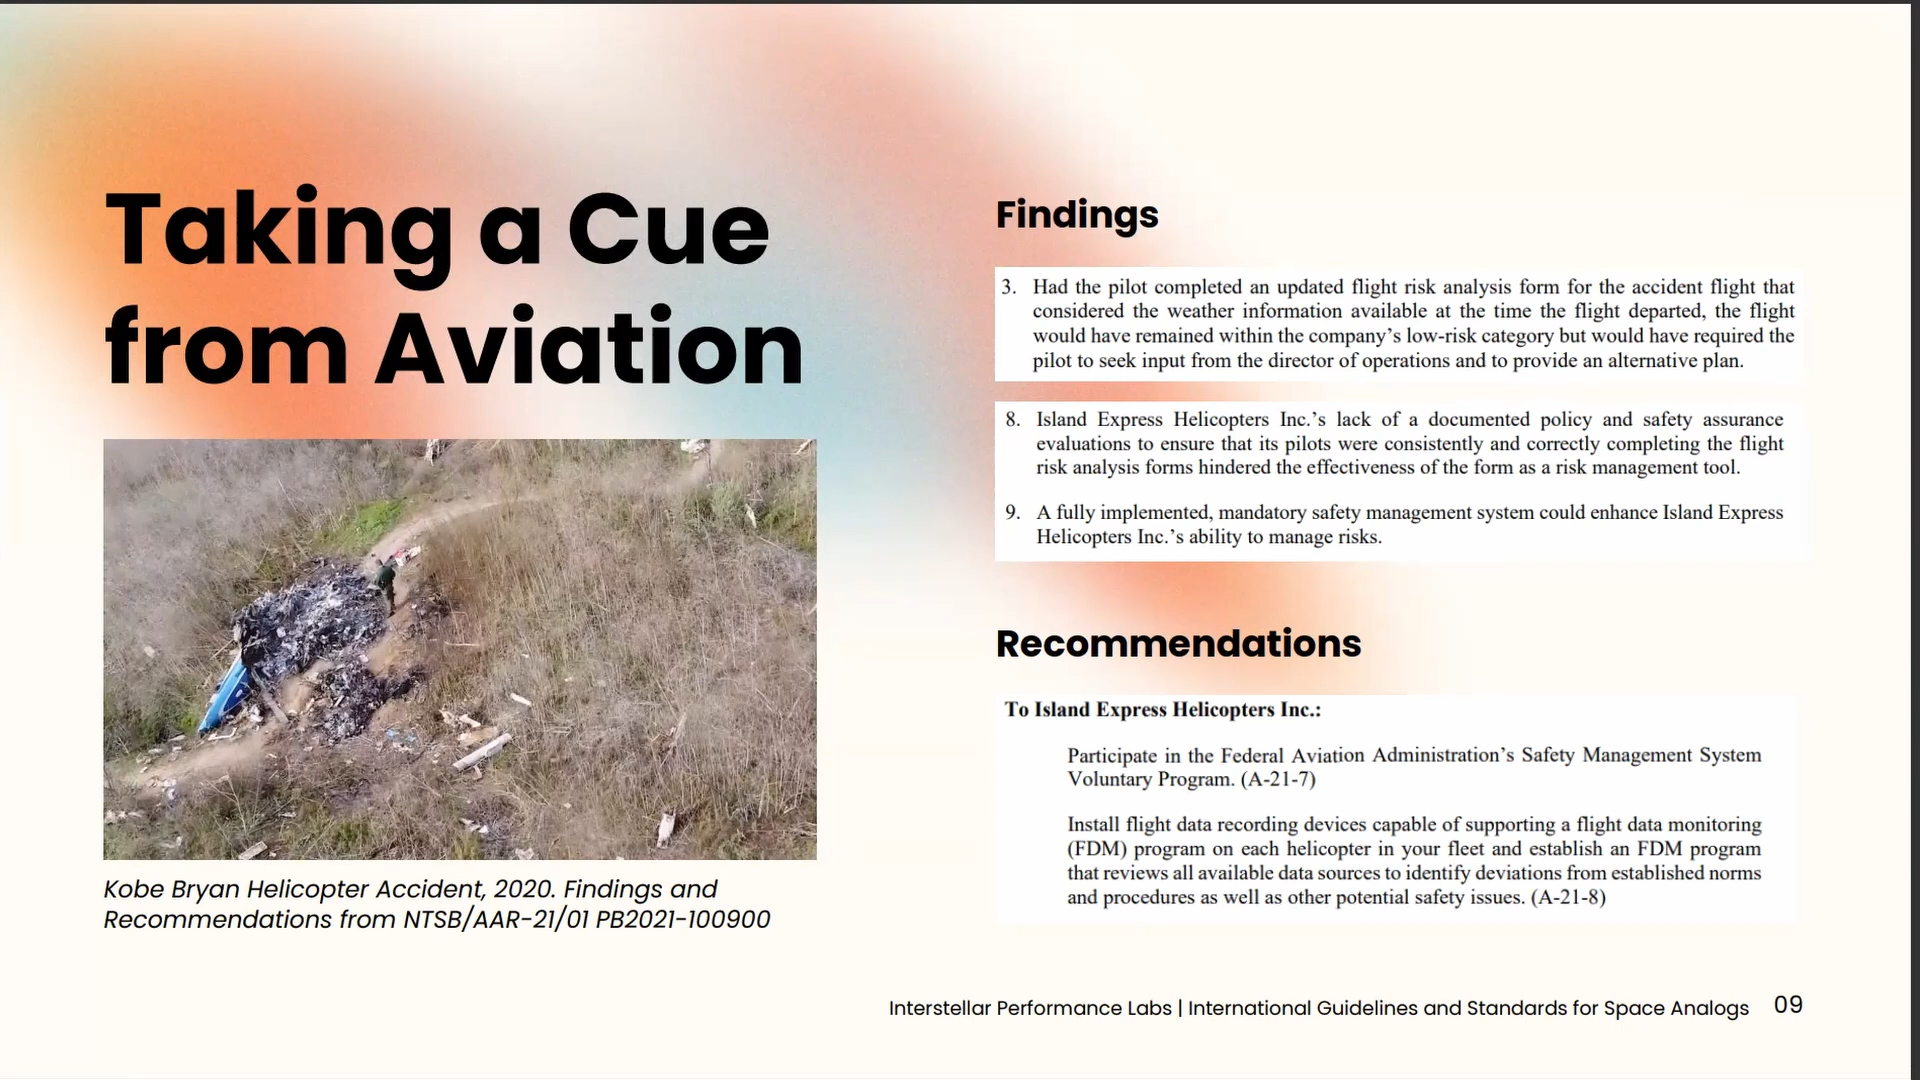 Taking a Cue
from Aviation
Kobe Bryan Helicopter Accident, 2020. Findings and
Recommendations from NTSB/AAR-21/01 PB2021-100900
Findings
3. Had the pilot completed an updated flight risk analysis form for the accident flight that
considered the weather information available at the time the flight departed, the flight
would have remained within the company's low-risk category but would have required the
pilot to seek input from the director of operations and to provide an alternative plan.
8. Island Express Helicopters Inc.'s lack of a documented policy and safety assurance
evaluations to ensure that its pilots were consistently and correctly completing the flight
risk analysis forms hindered the effectiveness of the form as a risk management tool.
9. A fully implemented, mandatory safety management system could enhance Island Express
Helicopters Inc.'s ability to manage risks.
Recommendations
To Island Express Helicopters Inc.:
Participate in the Federal Aviation Administration's Safety Management System
Voluntary Program. (A-21-7)
Install flight data recording devices capable of supporting a flight data monitoring
(FDM) program on each helicopter in your fleet and establish an FDM program
that reviews all available data sources to identify deviations from established norms
and procedures as well as other potential safety issues. (A-21-8)
Interstellar Performance Labs | International Guidelines and Standards for Space Analogs 09